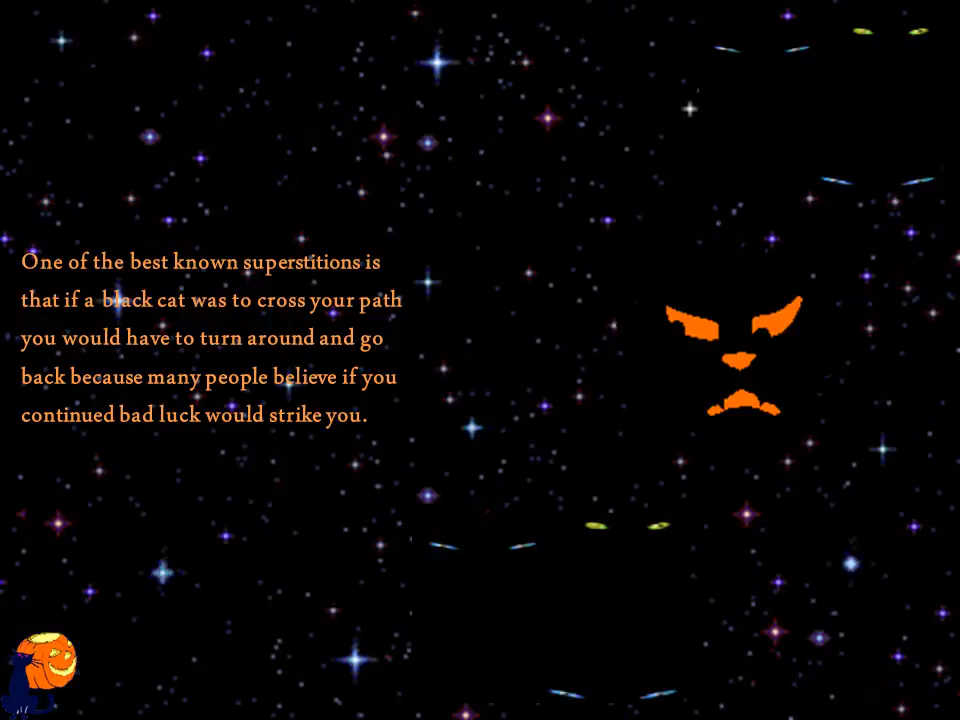 One of the best known superstitions is
that if a black cat was to cross your path
you would have to turn around and go
back because many people believe if you
continued bad luck would strike you.